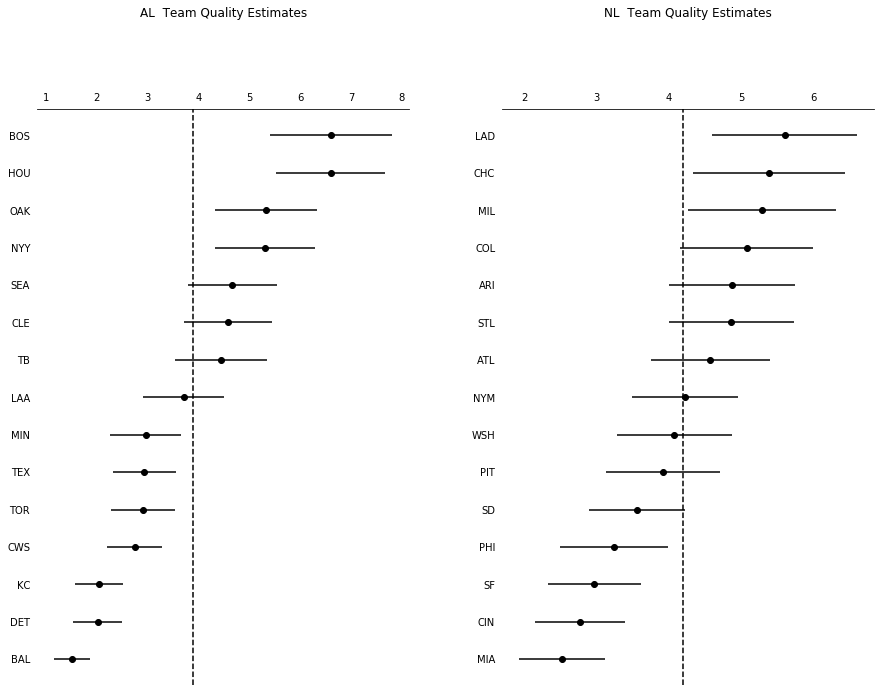 AL  Team Quality Estimates
1 2 3 4 5 6 7 8
BOS
HOU
OAK
NYY
SEA
CLE
TB
LAA
MIN
TEX
TOR
CWS
KC
DET
BAL
NL  Team Quality Estimates
2 3 4 5 6
LAD
CHC
MIL
COL
ARI
STL
ATL
NYM
WSH
PIT
SD
PHI
SF
CIN
MIA